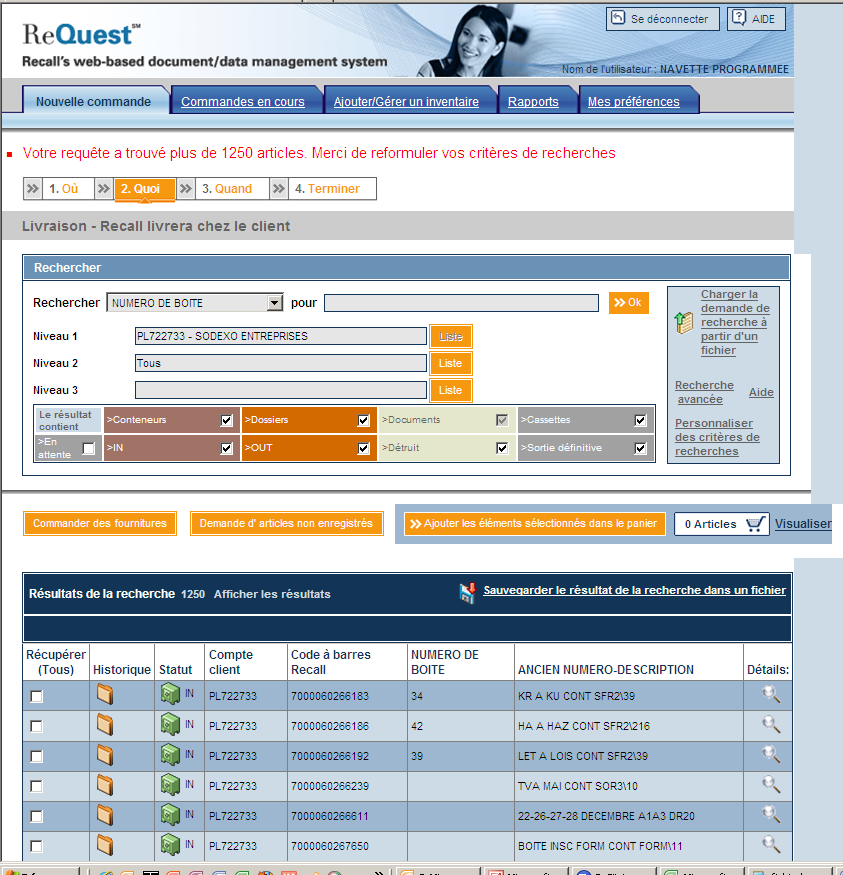 ReQuest℠
Recall's web-based document/data management system
Se déconnecter
AIDE
Nom de l'utilisateur : NAVETTE PROGRAMMEE
Nouvelle commande
Commandes en cours
Ajouter/Gérer un inventaire
Rapports
Mes préférences
Votre requête a trouvé plus de 1250 articles. Merci de reformuler vos critères de recherches
1. Où
2. Quoi
3. Quand
4. Terminer
Livraison - Recall livrera chez le client
Rechercher
Rechercher NUMERO DE BOITE pour Ok
Niveau 1 PL722733 - SODEXO ENTREPRISES Liste
Niveau 2 Tous Liste
Niveau 3 Liste
Le résultat
contient
>Conteneurs
>Dossiers
>Documents
>Cassettes
>En
attente
>IN
>OUT
>Détruit
>Sortie définitive
Charger la
demande de
recherche à
partir d'un
fichier
Recherche
avancée
Aide
Personnaliser
des critères de
recherches
Commander des fournitures
Demande d' articles non enregistrés
Ajouter les éléments sélectionnés dans le panier
0 Articles
Visualiser
Résultats de la recherche 1250 Afficher les résultats
Sauvegarder le résultat de la recherche dans un fichier
Récupérer
(Tous)
Historique
Statut
Compte
client
Code à barres
Recall
NUMERO DE
BOITE
ANCIEN NUMERO-DESCRIPTION
Détails:
IN PL722733 7000060266183 34 KR A KU CONT SFR2\39
IN PL722733 7000060266186 42 HA A HAZ CONT SFR2\216
IN PL722733 7000060266192 39 LET A LOIS CONT SFR2\39
IN PL722733 7000060266239 TVA MAI CONT SOR3\10
IN PL722733 7000060266611 22-26-27-28 DECEMBRE A1A3 DR20
IN PL722733 7000060267650 BOITE INSC FORM CONT FORM\11